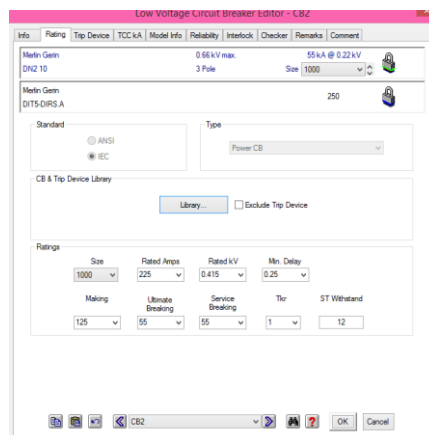 Low Voltage Circuit Breaker Editor - CB2
Info Rating Trip Device TCC kA Model Info Reliability Interlock Checker Remarks Comment
Merlin Gerin 0.66 kV max. 55 kA @ 0.22 kV
DN2 10 3 Pole Size 1000
Merlin Gerin
DIT5-DIRS.A 250
Standard Type
ANSI
IEC
Power CB
CB & Trip Device Library
Library... Exclude Trip Device
Ratings
Size Rated Amps Rated kV Min. Delay
1000 225 0.415 0.25
Making Ultimate Breaking Service Breaking Tkr ST Withstand
125 55 55 1 12
CB2 OK Cancel